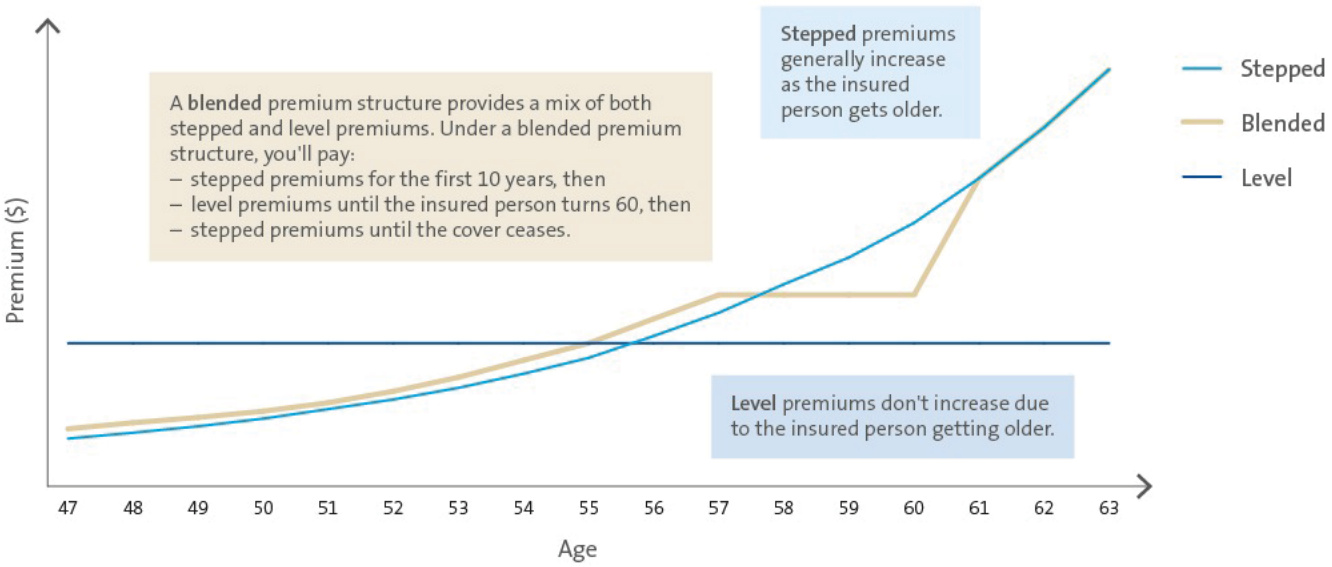 Stepped premiums
generally increase
as the insured
person gets older.
Stepped
Blended
Level
A blended premium structure provides a mix of both
stepped and level premiums. Under a blended premium
structure, you'll pay:
– stepped premiums for the first 10 years, then
– level premiums until the insured person turns 60, then
– stepped premiums until the cover ceases.
Premium ($)
Level premiums don't increase due
to the insured person getting older.
47 48 49 50 51 52 53 54 55 56 57 58 59 60 61 62 63
Age